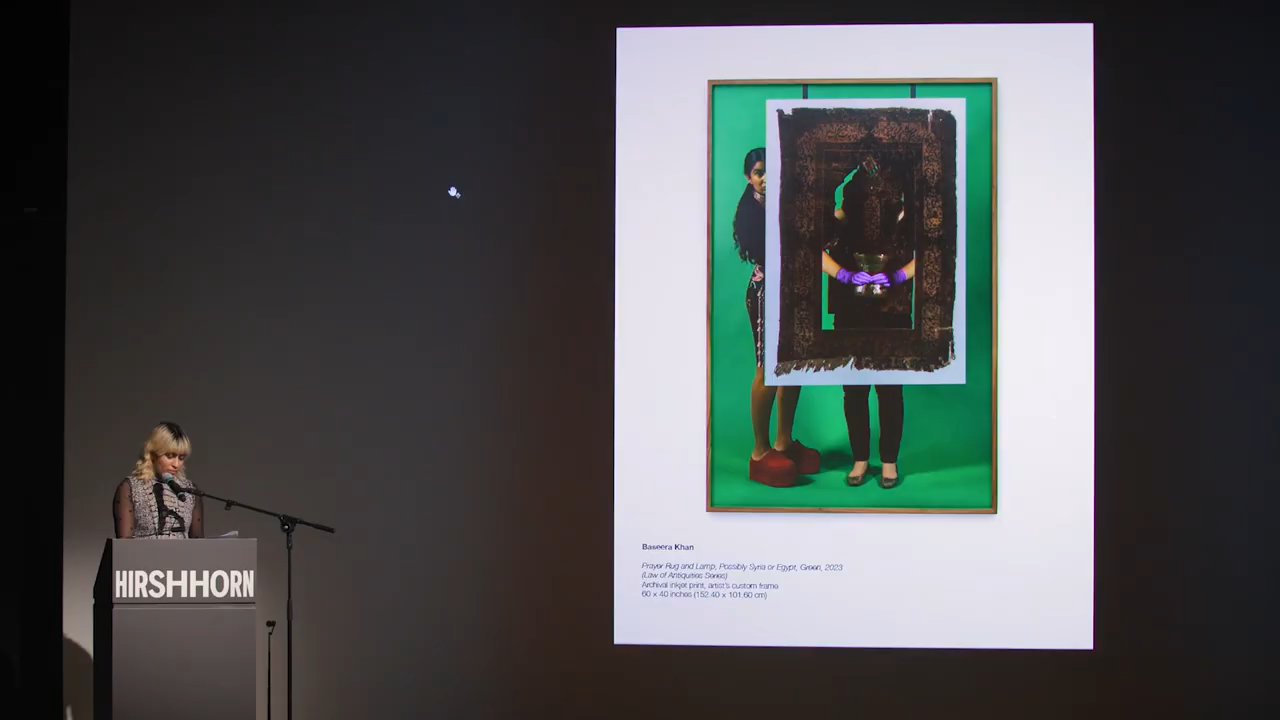 HIRSHHORN
Baseera Khan
Prayer Rug and Lamp, Possibly Syria or Egypt, Green, 2023
(Law of Antiquities Series)
Archival inkjet print, artist's custom frame
60 x 40 inches (152.40 x 101.60 cm)